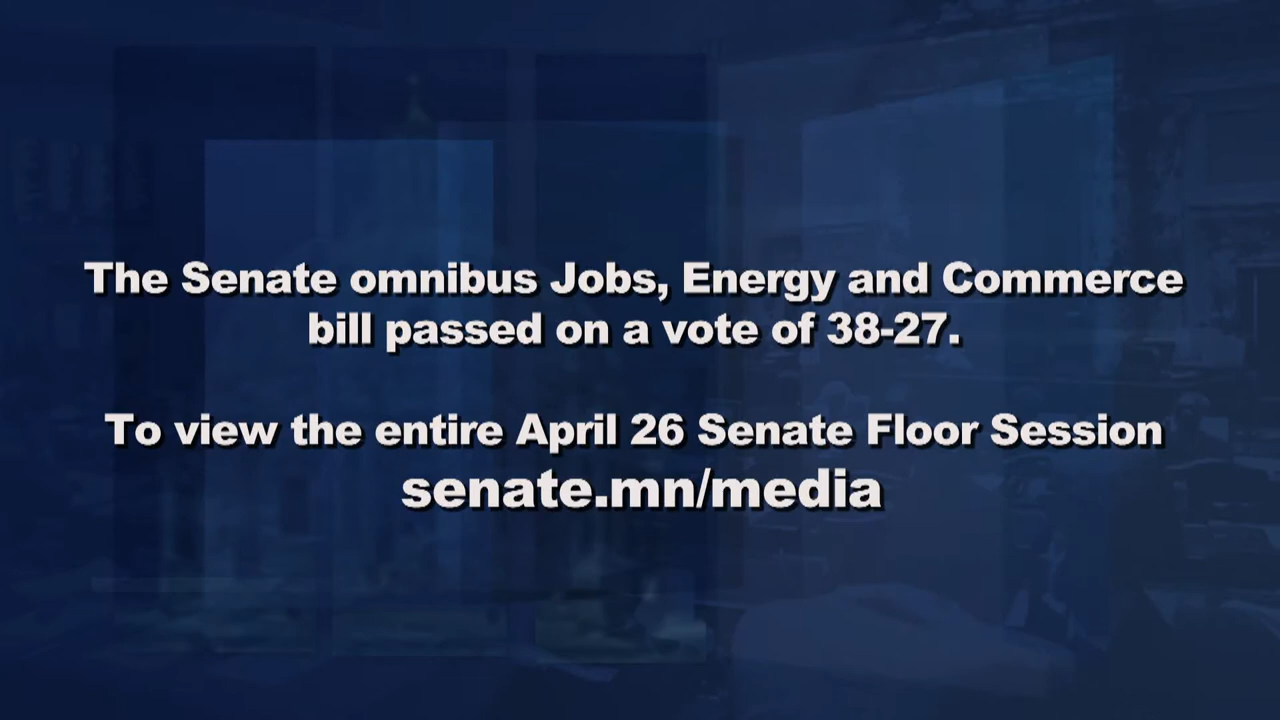 The Senate omnibus Jobs, Energy and Commerce
bill passed on a vote of 38-27.
To view the entire April 26 Senate Floor Session
senate.mn/media